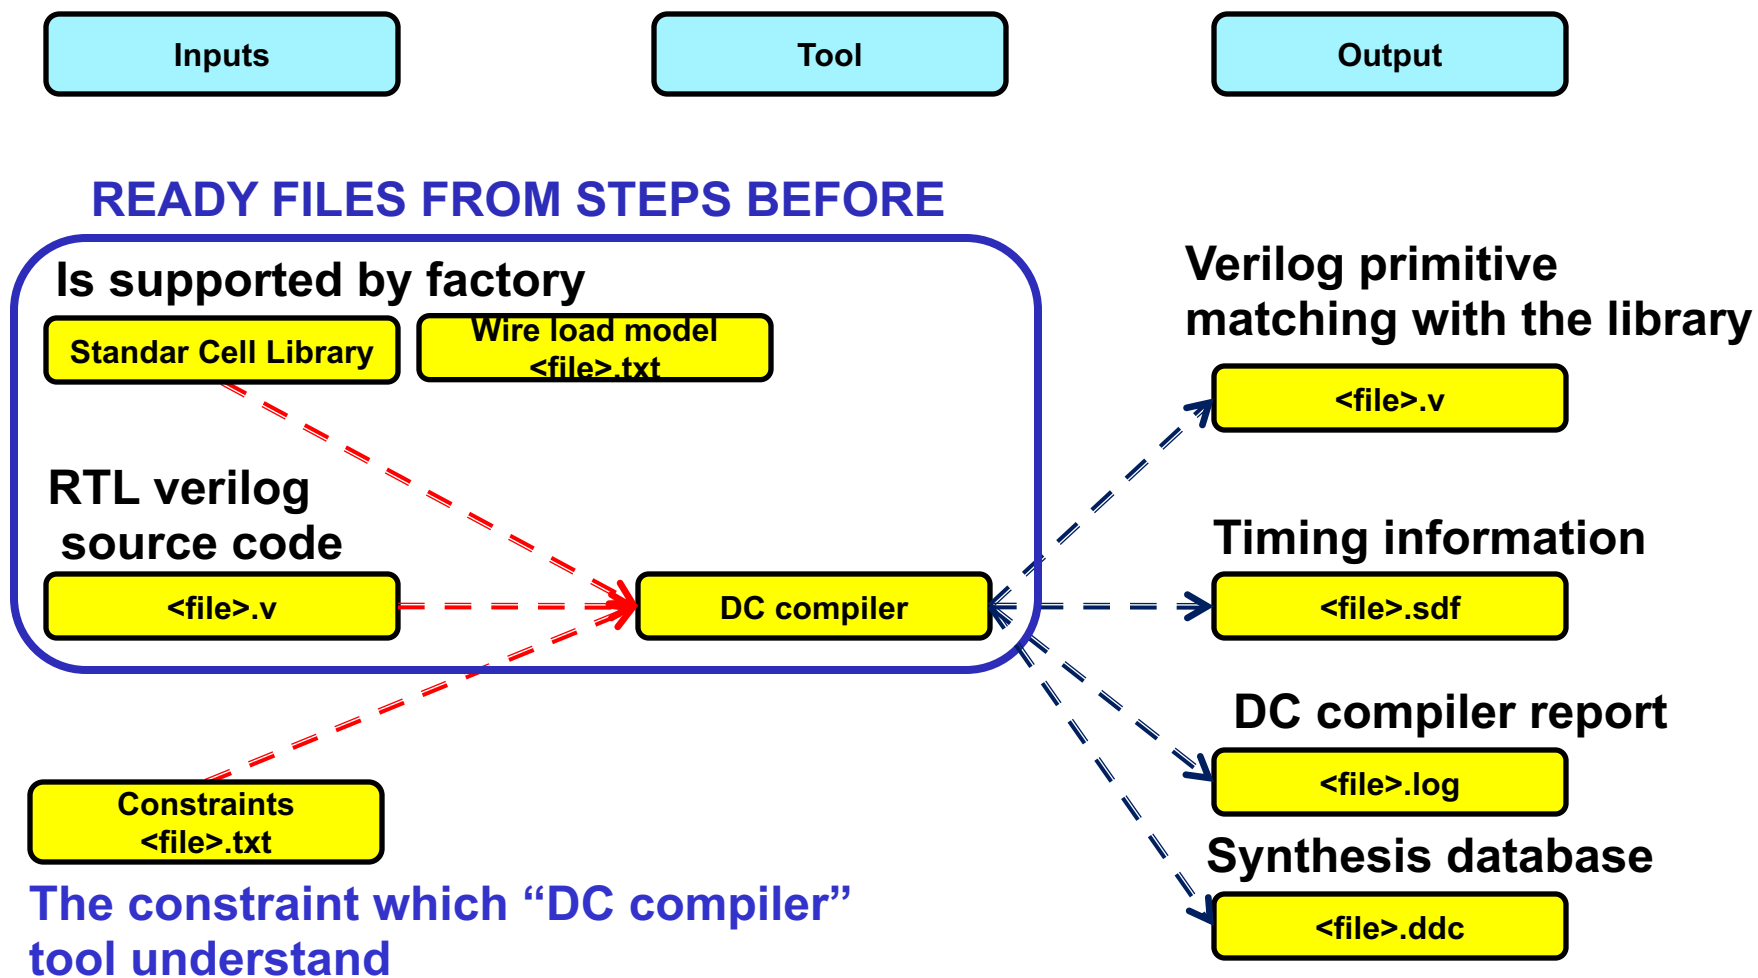 Inputs
Tool
Output
READY FILES FROM STEPS BEFORE
Is supported by factory
Standar Cell Library
Wire load model
<file>.txt
Verilog primitive
matching with the library
<file>.v
RTL verilog
source code
<file>.v
DC compiler
Timing information
<file>.sdf
DC compiler report
<file>.log
Constraints
<file>.txt
The constraint which “DC compiler”
tool understand
Synthesis database
<file>.ddc